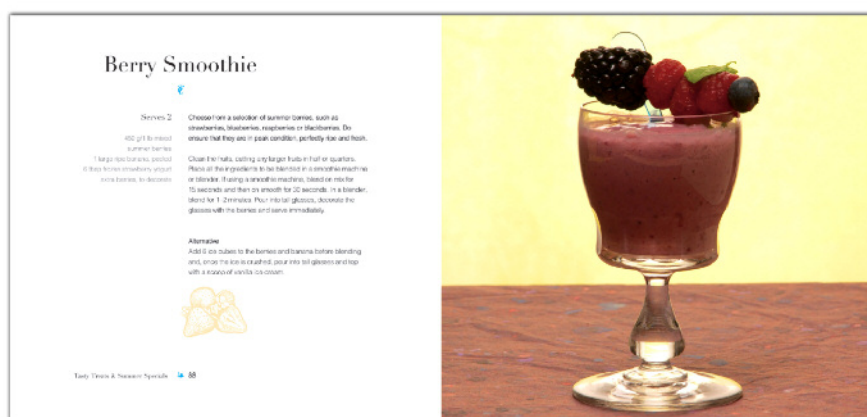 Berry Smoothie
Serves 2
450 g/1 lb mixed
summer berries
1 large ripe banana, peeled
6 tbsp frozen strawberry yogurt
extra berries, to decorate
Choose from a selection of summer berries, such as
strawberries, blueberries, raspberries or blackberries. Do
ensure that they are in peak condition, perfectly ripe and fresh.
Clean the fruits, cutting any larger fruits in half or quarters.
Place all the ingredients to be blended in a smoothie machine
or blender. If using a smoothie machine, blend on mix for
15 seconds and then on smooth for 30 seconds. In a blender,
blend for 1–2 minutes. Pour into tall glasses, decorate the
glasses with the berries and serve immediately.
Alternative
Add 6 ice cubes to the berries and banana before blending
and, once the ice is crushed, pour into tall glasses and top
with a scoop of vanilla ice cream.
Tasty Treats & Summer Specials 88